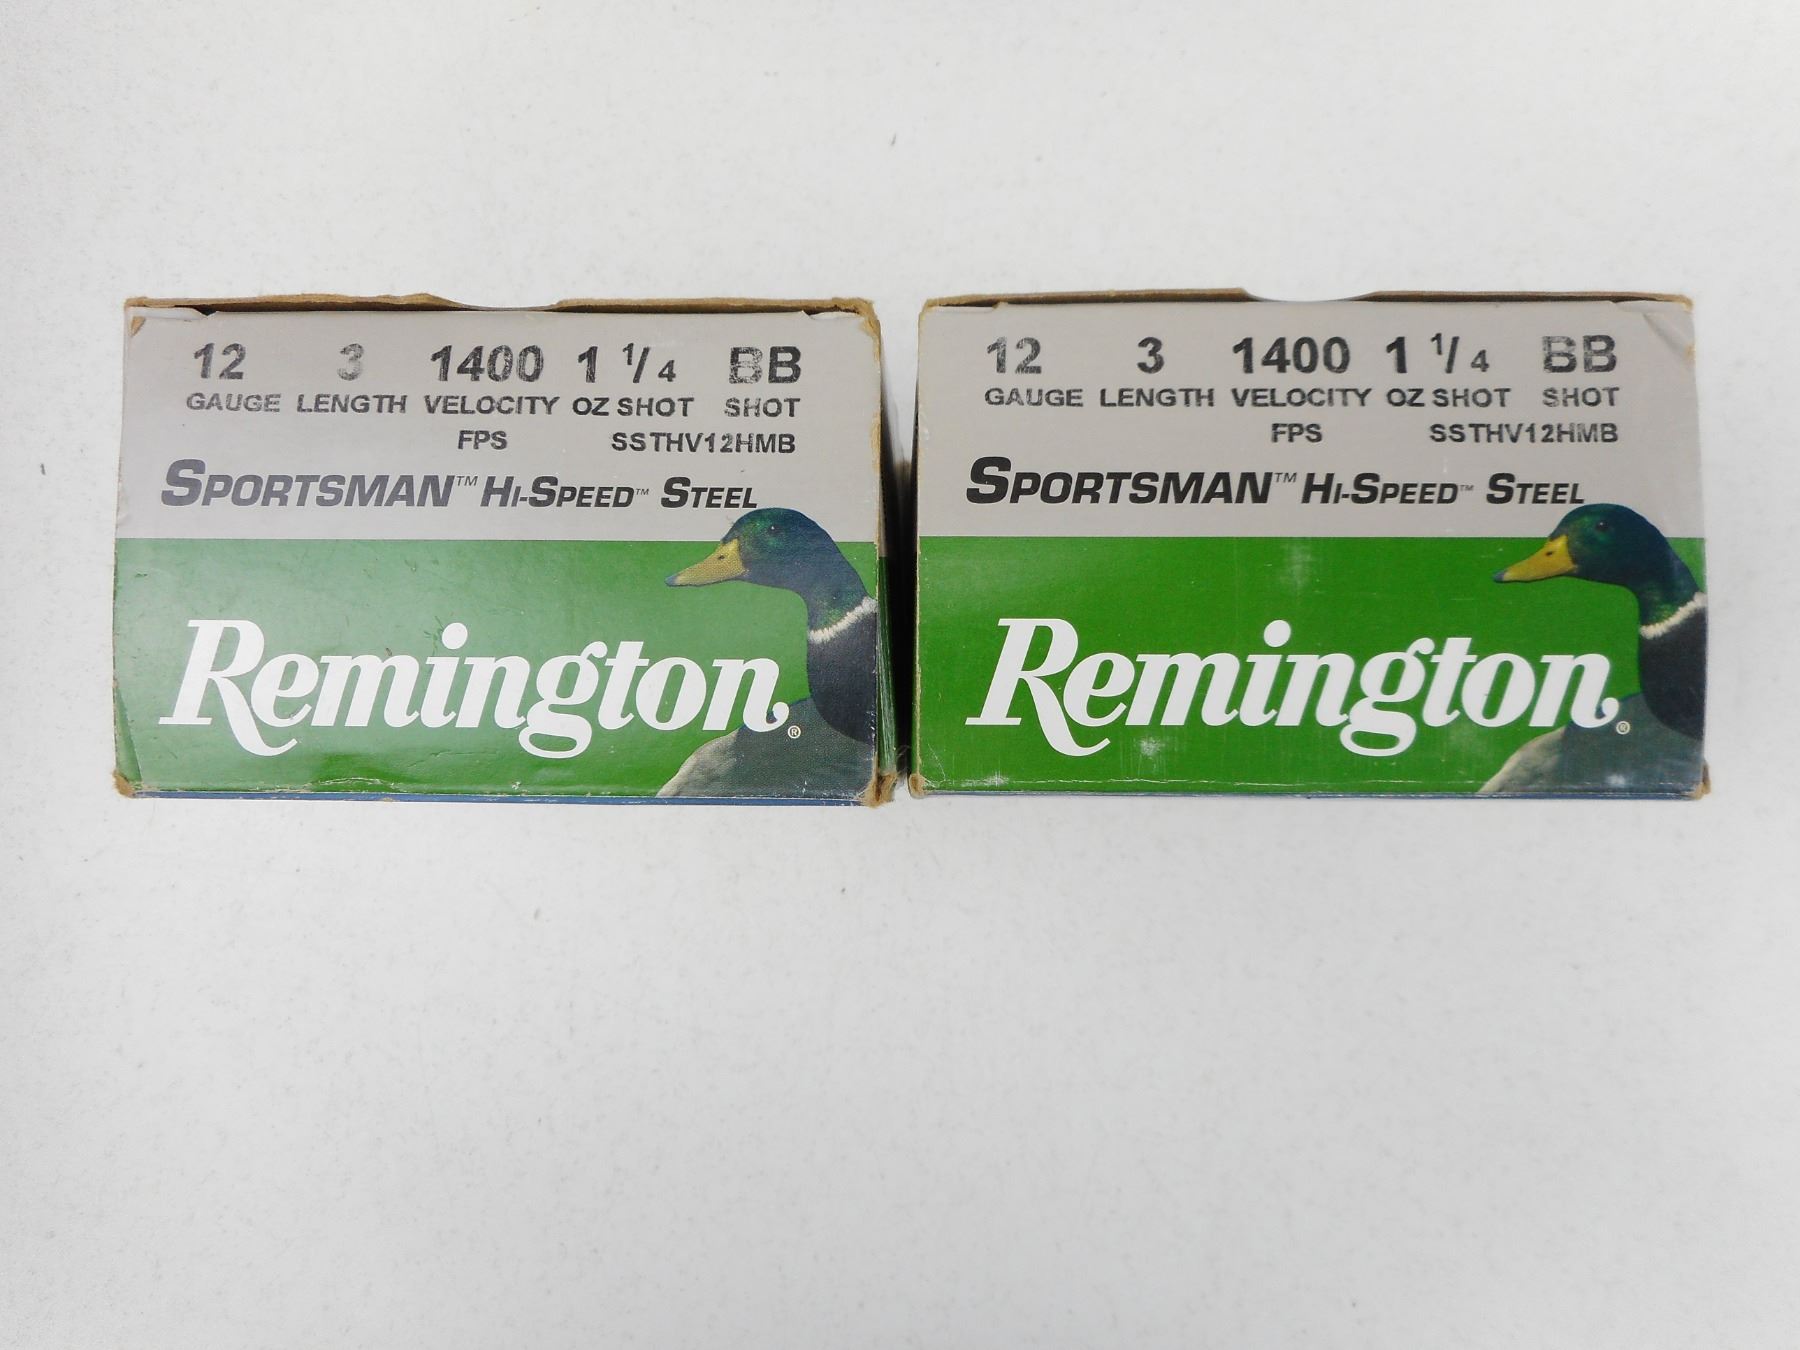 12 3 1400 1 1/4 BB
GAUGE LENGTH VELOCITY OZ SHOT SHOT
FPS SSTHV12HMB
SPORTSMAN™ HI-SPEED™ STEEL
Remington®
12 3 1400 1 1/4 BB
GAUGE LENGTH VELOCITY OZ SHOT SHOT
FPS SSTHV12HMB
SPORTSMAN™ HI-SPEED™ STEEL
Remington®